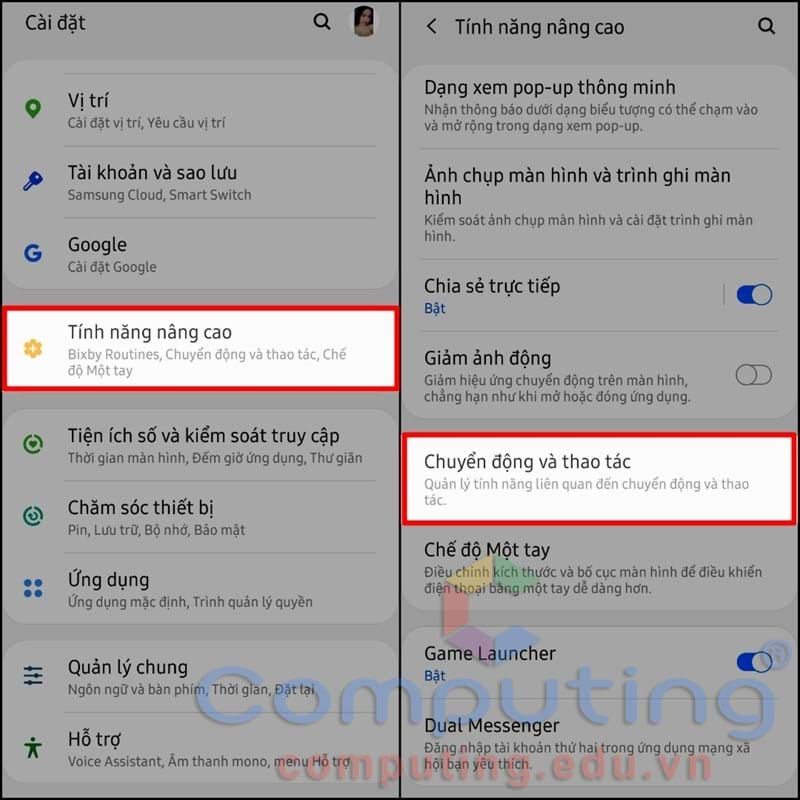 Cài đặt
Vị trí
Cài đặt vị trí, Yêu cầu vị trí
Tài khoản và sao lưu
Samsung Cloud, Smart Switch
Google
Cài đặt Google
Tính năng nâng cao
Bixby Routines, Chuyển động và thao tác, Chế
độ Một tay
Tiện ích số và kiểm soát truy cập
Thời gian màn hình, Đếm giờ ứng dụng, Thư giãn
Chăm sóc thiết bị
Pin, Lưu trữ, Bộ nhớ, Bảo mật
Ứng dụng
Ứng dụng mặc định, Trình quản lý quyền
Quản lý chung
Ngôn ngữ và bàn phím, Thời gian, Đặt lại
Hỗ trợ
Voice Assistant, Âm thanh mono, menu Hỗ trợ
Tính năng nâng cao
Dạng xem pop-up thông minh
Nhận thông báo dưới dạng biểu tượng có thể chạm vào
và mở rộng trong dạng xem pop-up.
Ảnh chụp màn hình và trình ghi màn
hình
Kiểm soát ảnh chụp màn hình và cài đặt trình ghi màn
hình.
Chia sẻ trực tiếp
Bật
Giảm ảnh động
Giảm hiệu ứng chuyển động trên màn hình,
chẳng hạn như khi mở hoặc đóng ứng dụng.
Chuyển động và thao tác
Quản lý tính năng liên quan đến chuyển động và thao
tác.
Chế độ Một tay
Điều chỉnh kích thước và bố cục màn hình để điều khiển
điện thoại bằng một tay dễ dàng hơn.
Game Launcher
Bật
Dual Messenger
Đăng nhập tài khoản thứ hai trong ứng dụng mạng xã
hội bạn yêu thích.
Computing ®
computing.edu.vn